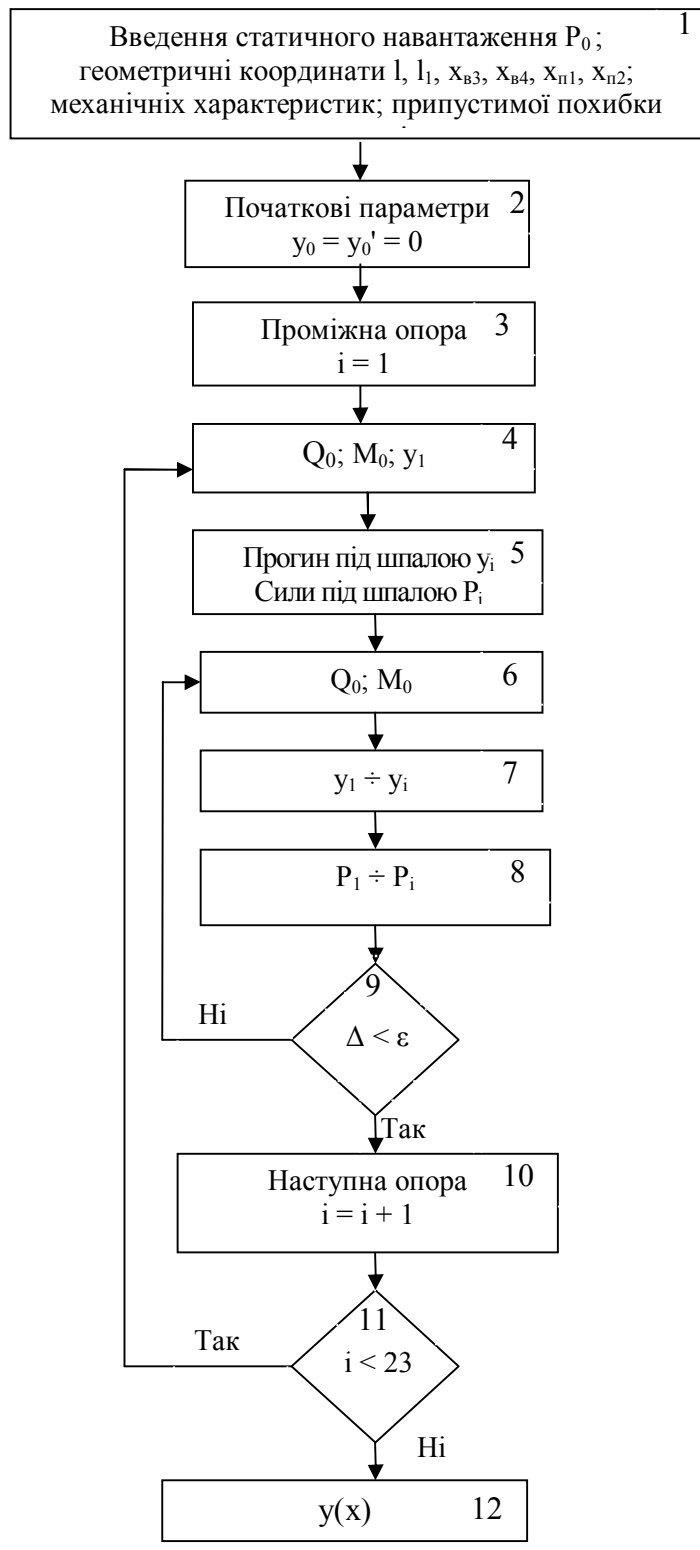 1
Введення статичного навантаження P₀;
геометричні координати l, l₁, xв3, xв4, xп1, xп2;
механічніх характеристик; припустимої похибки
2
Початкові параметри
y₀ = y₀' = 0
3
Проміжна опора
i = 1
4
Q₀; M₀; y₁
5
Прогин під шпалою yᵢ
Сили під шпалою Pᵢ
6
Q₀; M₀
7
y₁ ÷ yᵢ
8
P₁ ÷ Pᵢ
9
Ні
Δ < ε
Так
10
Наступна опора
i = i + 1
11
Так
i < 23
Ні
12
y(x)